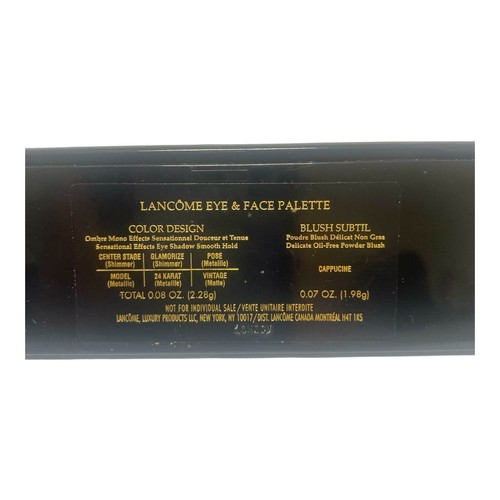 LANCÔME EYE & FACE PALETTE
COLOR DESIGN
Ombre Mono Effects Sensationnel Douceur et Tenue
Sensational Effects Eye Shadow Smooth Hold
CENTER STAGE GLAMORIZE POSE
(Shimmer) (Shimmer) (Metallic)
MODEL 24 KARAT VINTAGE
(Metallic) (Metallic) (Matte)
TOTAL 0.08 OZ. (2.28g)
BLUSH SUBTIL
Poudre Blush Délicat Non Gras
Delicate Oil-Free Powder Blush
CAPPUCINE
0.07 OZ. (1.98g)
NOT FOR INDIVIDUAL SALE / VENTE UNITAIRE INTERDITE
LANCÔME, LUXURY PRODUCTS LLC, NEW YORK, NY 10017/DIST. LANCÔME CANADA MONTRÉAL H4T 1K5